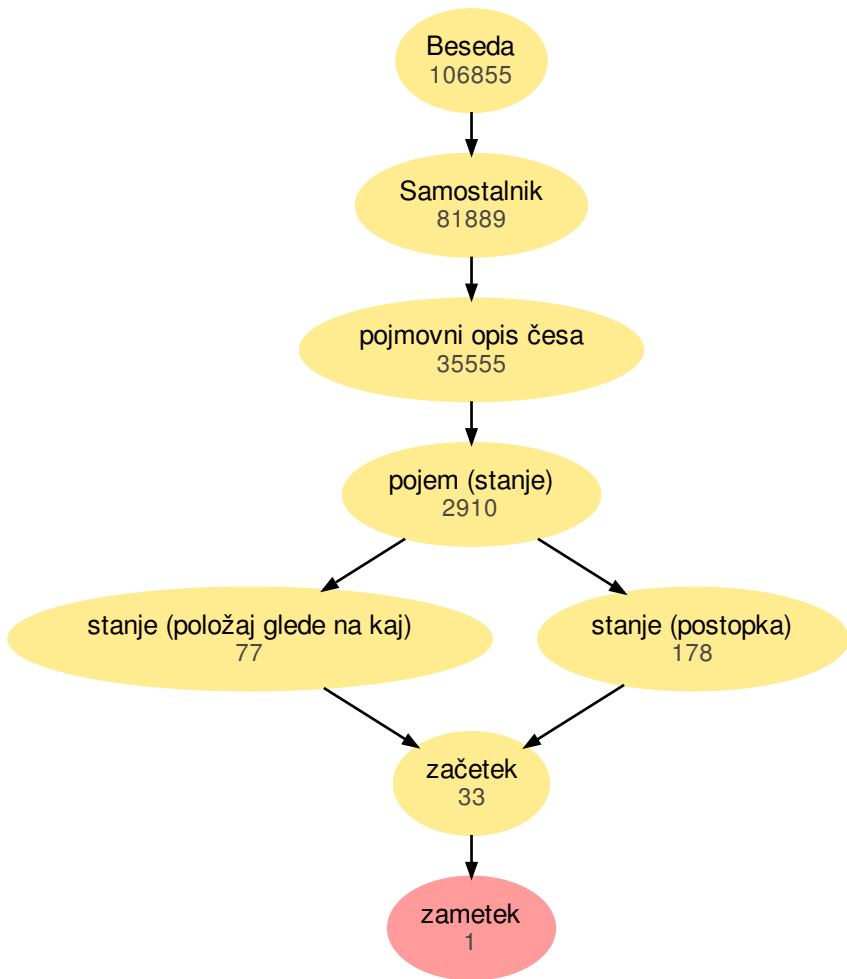 Beseda
106855
Samostalnik
81889
pojmovni opis česa
35555
pojem (stanje)
2910
stanje (položaj glede na kaj)
77
stanje (postopka)
178
začetek
33
zametek
1